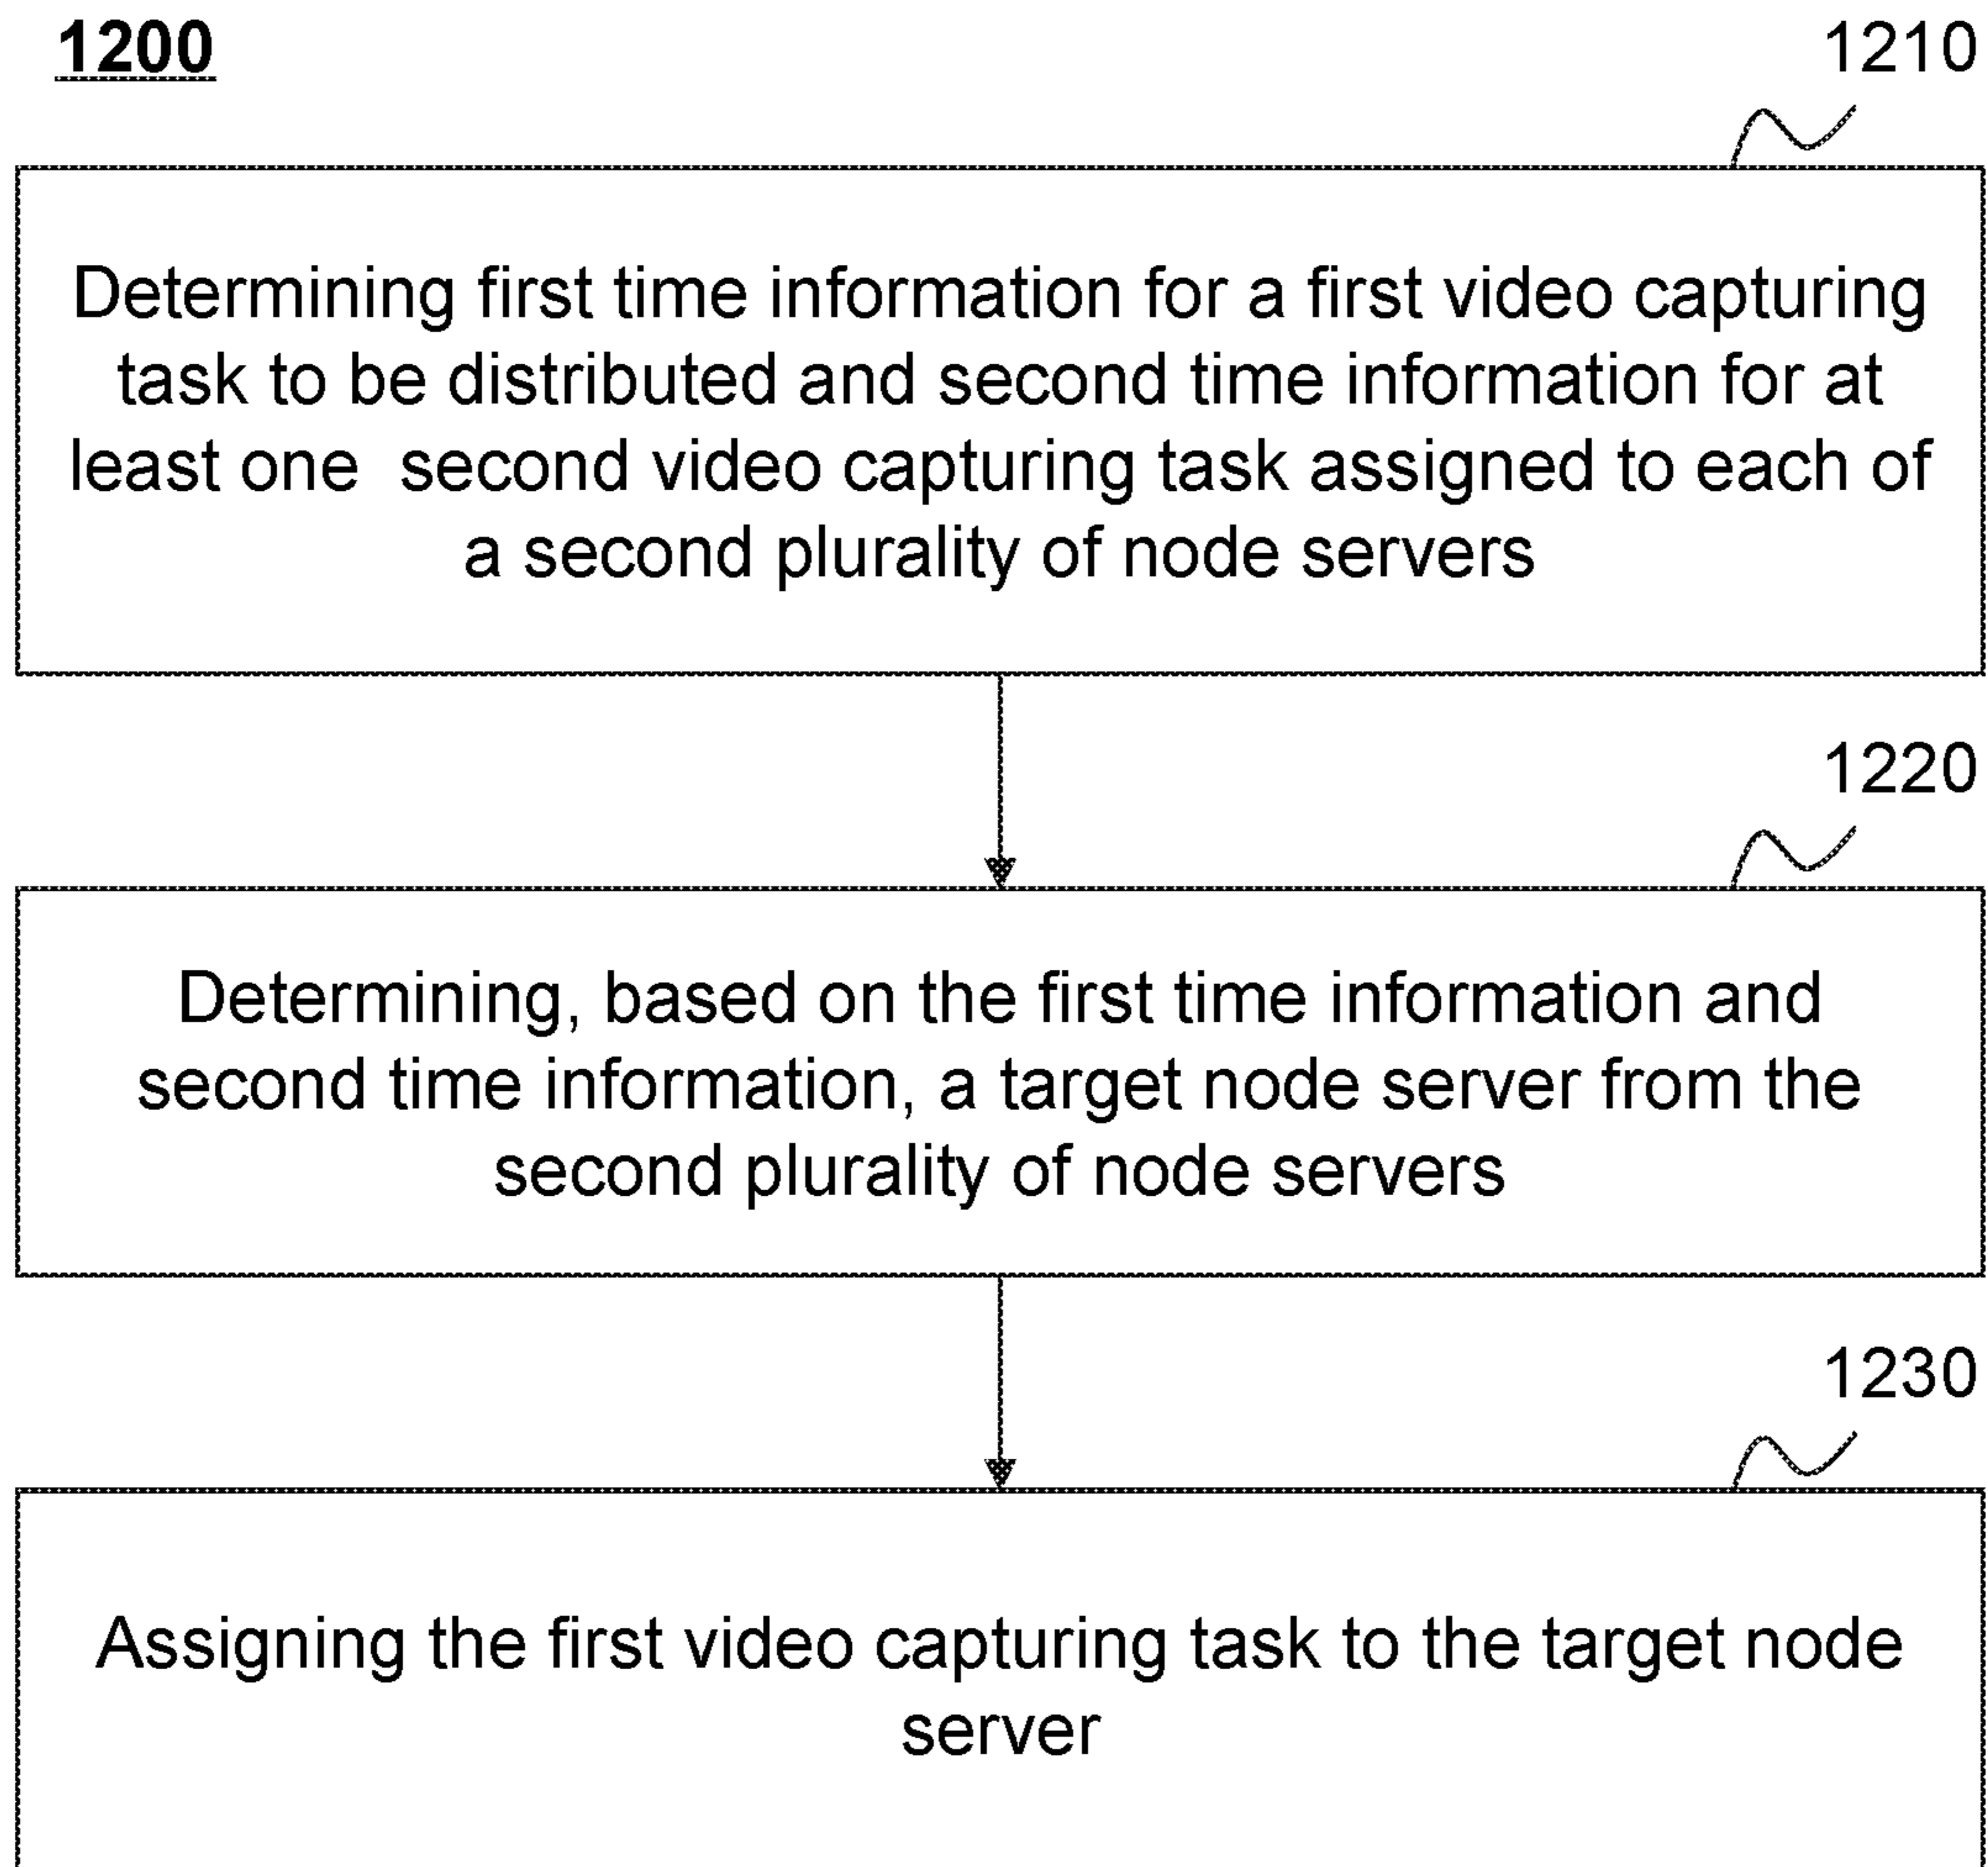 1200
1210
Determining first time information for a first video capturing
task to be distributed and second time information for at
least one second video capturing task assigned to each of
a second plurality of node servers
1220
Determining, based on the first time information and
second time information, a target node server from the
second plurality of node servers
1230
Assigning the first video capturing task to the target node
server